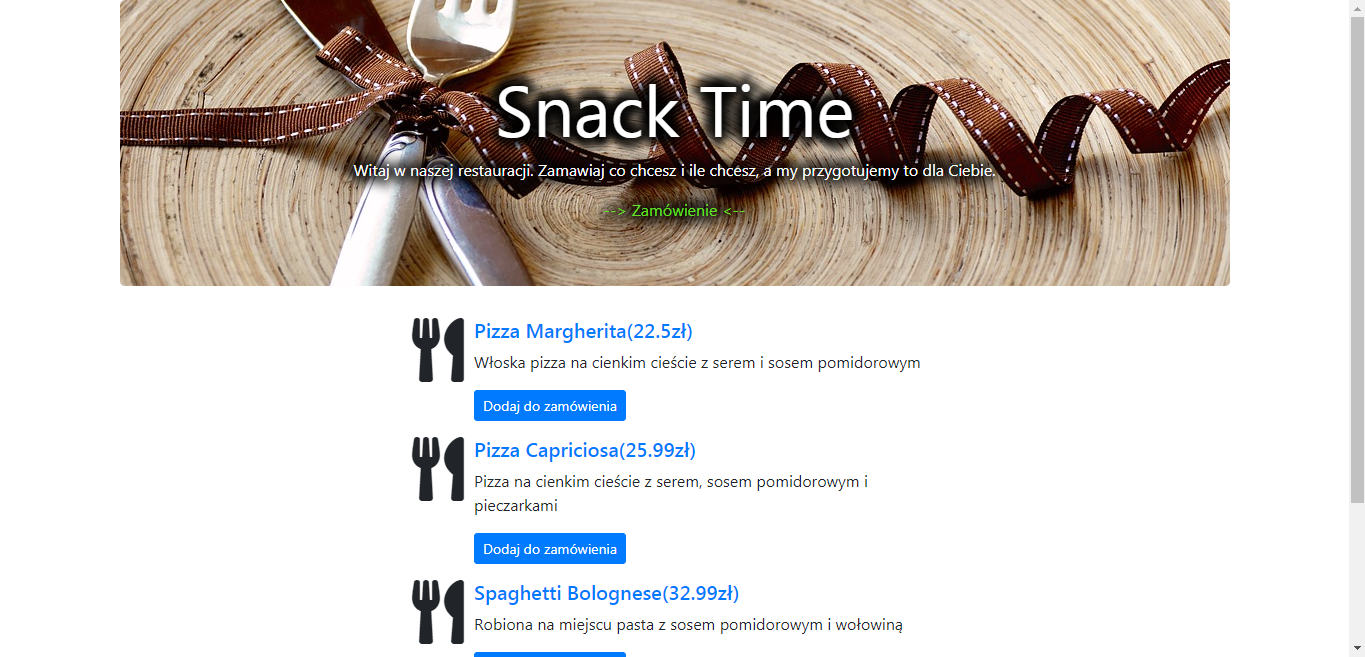 Snack Time
Witaj w naszej restauracji. Zamawiaj co chcesz i ile chcesz, a my przygotujemy to dla Ciebie.
--> Zamówienie <--
Pizza Margherita(22.5zł)
Włoska pizza na cienkim cieście z serem i sosem pomidorowym
Dodaj do zamówienia
Pizza Capriciosa(25.99zł)
Pizza na cienkim cieście z serem, sosem pomidorowym i
pieczarkami
Dodaj do zamówienia
Spaghetti Bolognese(32.99zł)
Robiona na miejscu pasta z sosem pomidorowym i wołowiną